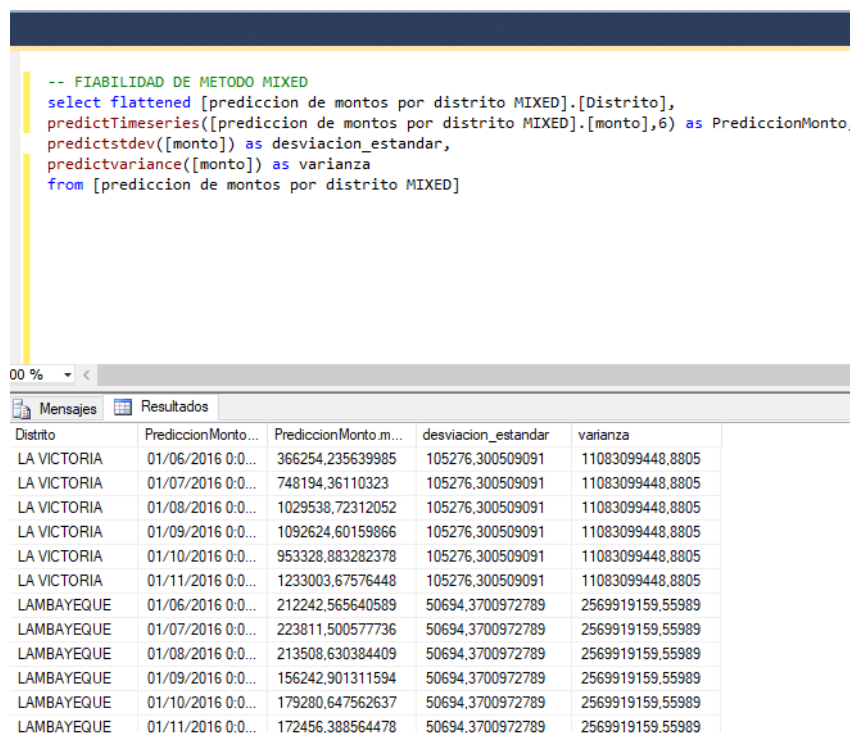 -- FIABILIDAD DE METODO MIXED
select flattened [prediccion de montos por distrito MIXED].[Distrito],
predictTimeseries([prediccion de montos por distrito MIXED].[monto],6) as PrediccionMonto,
predictstdev([monto]) as desviacion_estandar,
predictvariance([monto]) as varianza
from [prediccion de montos por distrito MIXED]
00 %
Mensajes Resultados
Distrito PrediccionMonto... PrediccionMonto.m... desviacion_estandar varianza
LA VICTORIA 01/06/2016 0:0... 366254,235639985 105276,300509091 11083099448,8805
LA VICTORIA 01/07/2016 0:0... 748194,36110323 105276,300509091 11083099448,8805
LA VICTORIA 01/08/2016 0:0... 1029538,72312052 105276,300509091 11083099448,8805
LA VICTORIA 01/09/2016 0:0... 1092624,60159866 105276,300509091 11083099448,8805
LA VICTORIA 01/10/2016 0:0... 953328,883282378 105276,300509091 11083099448,8805
LA VICTORIA 01/11/2016 0:0... 1233003,67576448 105276,300509091 11083099448,8805
LAMBAYEQUE 01/06/2016 0:0... 212242,565640589 50694,3700972789 2569919159,55989
LAMBAYEQUE 01/07/2016 0:0... 223811,500577736 50694,3700972789 2569919159,55989
LAMBAYEQUE 01/08/2016 0:0... 213508,630384409 50694,3700972789 2569919159,55989
LAMBAYEQUE 01/09/2016 0:0... 156242,901311594 50694,3700972789 2569919159,55989
LAMBAYEQUE 01/10/2016 0:0... 179280,647562637 50694,3700972789 2569919159,55989
LAMBAYEQUE 01/11/2016 0:0... 172456,388564478 50694,3700972789 2569919159,55989